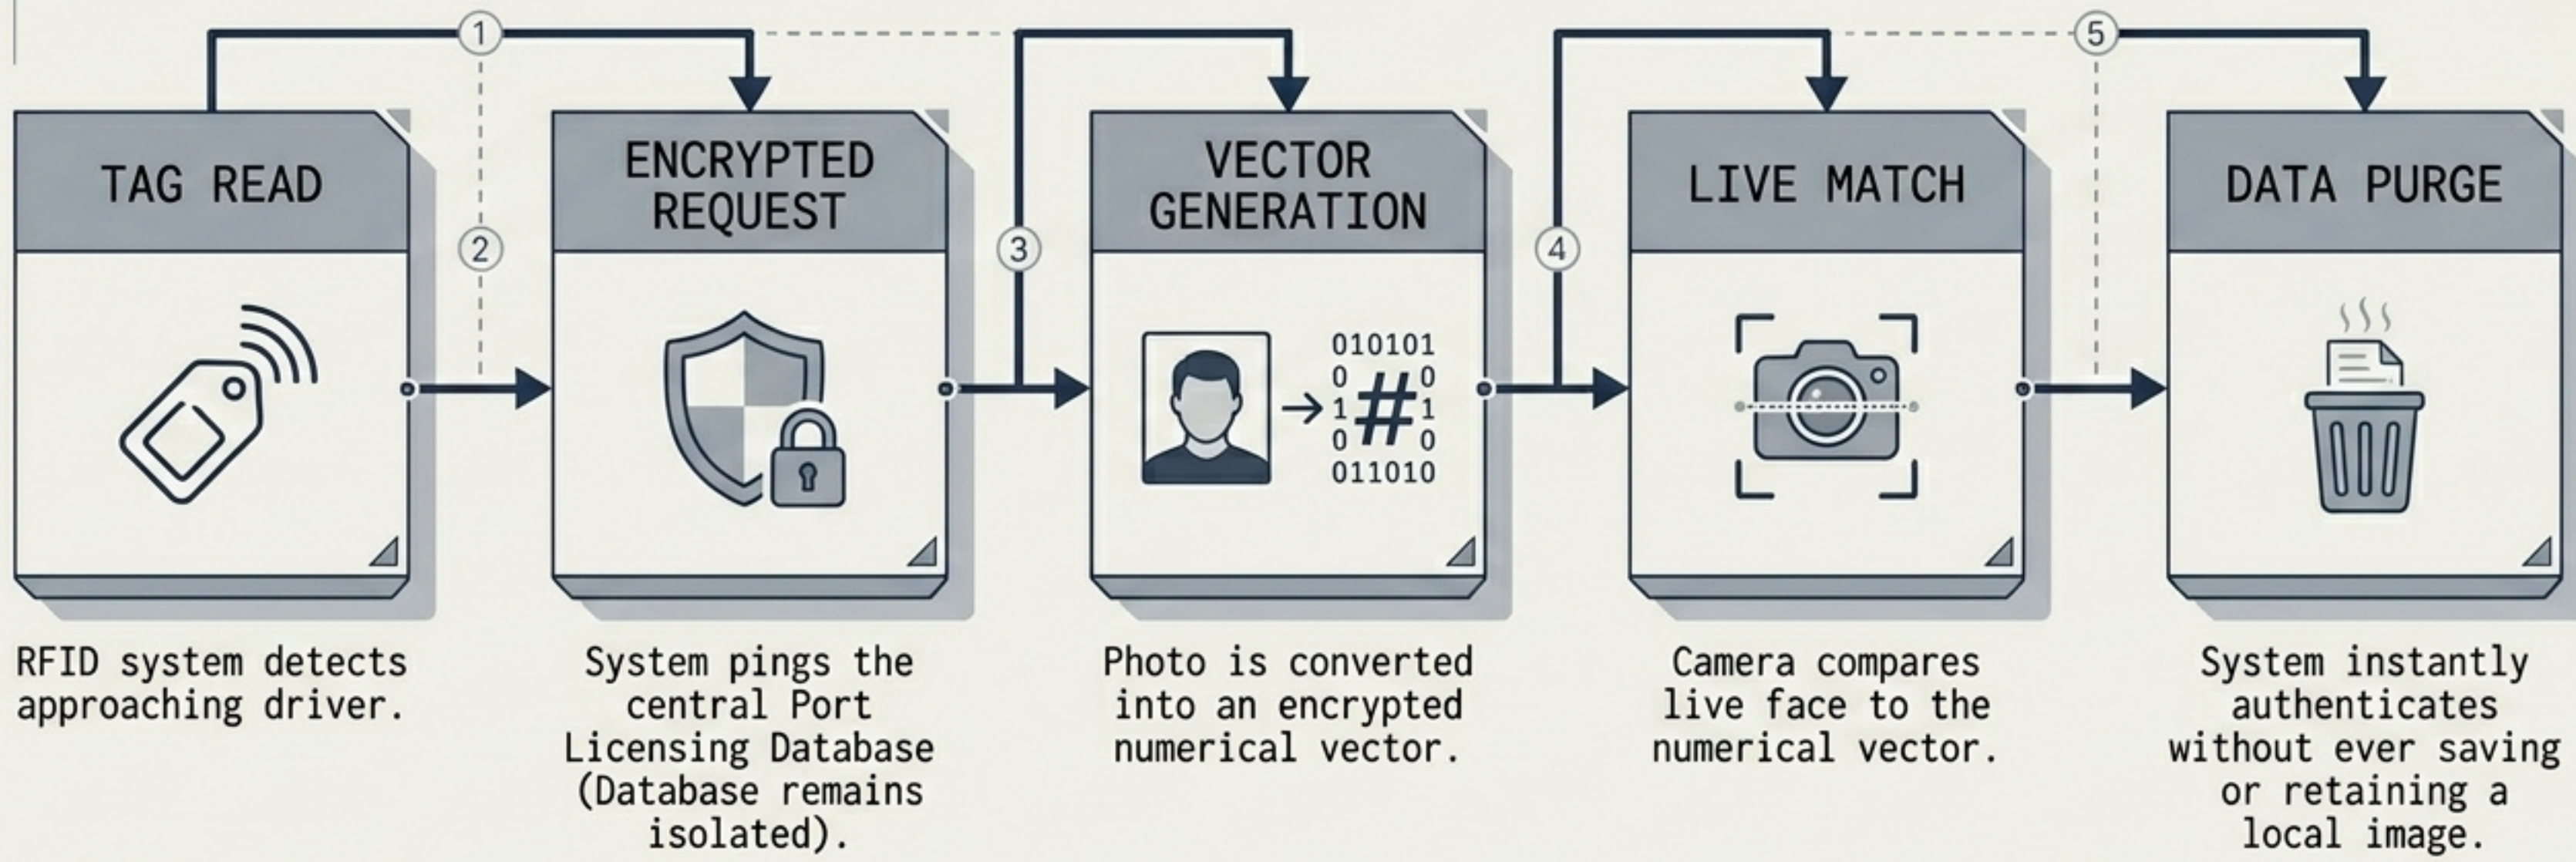 1
5
TAG READ
ENCRYPTED
REQUEST
VECTOR
GENERATION
LIVE MATCH
DATA PURGE
2
3
4
010101
0 # 0
1 1
0 0
011010
RFID system detects
approaching driver.
System pings the
central Port
Licensing Database
(Database remains
isolated).
Photo is converted
into an encrypted
numerical vector.
Camera compares
live face to the
numerical vector.
System instantly
authenticates
without ever saving
or retaining a
local image.